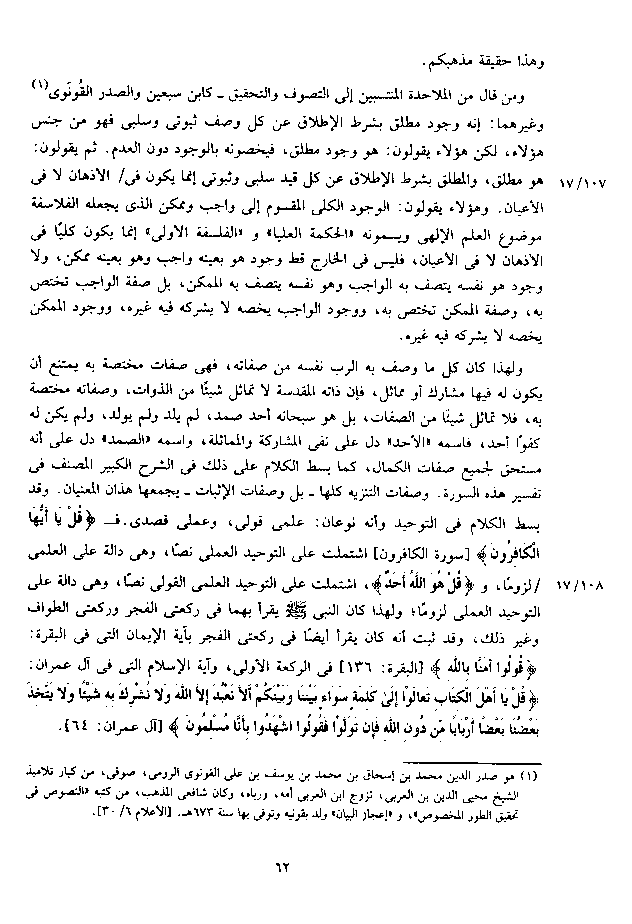 وهذا حقيقة مذهبكم.
ومن قال من الملاحدة المنتسبين إلى التصوف والتحقيق ـ كابن سبعين والصدر القُونَوى(١)
وغيرهما: إنه وجود مطلق بشرط الإطلاق عن كل وصف ثبوتى وسلبى فهو من جنس
هؤلاء، لكن هؤلاء يقولون: هو وجود مطلق، فيخصونه بالوجود دون العدم. ثم يقولون:
١٧/١٠٧ هو مطلق، والمطلق بشرط الإطلاق عن كل قيد سلبى وثبوتى إنما يكون فى/ الأذهان لا فى
الأعيان. وهؤلاء يقولون: الوجود الكلى المقسوم إلى واجب وممكن الذى يجعله الفلاسفة
موضوع العلم الإلهى ويسمونه «الحكمة العليا» و «الفلسفة الأولى» إنما يكون كليًا فى
الأذهان لا فى الأعيان، فليس فى الخارج قط وجود هو بعينه واجب وهو بعينه ممكن، ولا
وجود هو نفسه يتصف به الواجب وهو نفسه يتصف به الممكن، بل صفة الواجب تختص
به، وصفة الممكن تختص به، ووجود الواجب يخصه لا يشركه فيه غيره، ووجود الممكن
يخصه لا يشركه فيه غيره.
ولهذا كان كل ما وصف به الرب نفسه من صفاته، فهى صفات مختصة به يمتنع أن
يكون له فيها مشارك أو مماثل، فإن ذاته المقدسة لا تماثل شيئًا من الذوات، وصفاته مختصة
به، فلا تماثل شيئًا من الصفات، بل هو سبحانه أحد صمد، لم يلد ولم يولد، ولم يكن له
كفوًا أحد، فاسمه «الأحد» دل على نفى المشاركة والمماثلة، واسمه «الصمد» دل على أنه
مستحق لجميع صفات الكمال، كما بسط الكلام على ذلك فى الشرح الكبير المصنف فى
تفسير هذه السورة. وصفات التنزيه كلها ـ بل وصفات الإثبات ـ يجمعها هذان المعنيان. وقد
بسط الكلام فى التوحيد وأنه نوعان: علمى قولى، وعملى قصدى.فـ ﴿قُلْ يَا أَيُّهَا
الْكَافِرُونَ﴾ [سورة الكافرون] اشتملت على التوحيد العملى نصًا، وهى دالة على العلمى
١٧/١٠٨ /لزومًا، و ﴿قُلْ هُوَ اللَّهُ أَحَدٌ﴾، اشتملت على التوحيد العلمى القولى نصًا، وهى دالة على
التوحيد العملى لزومًا؛ ولهذا كان النبى ﷺ يقرأ بهما فى ركعتى الفجر وركعتى الطواف
وغير ذلك، وقد ثبت أنه كان يقرأ أيضًا فى ركعتى الفجر بآية الإيمان التى فى البقرة:
﴿قُولُوا آمَنَّا بِاللَّهِ﴾ [البقرة: ١٣٦] فى الركعة الأولى، وآية الإسلام التى فى آل عمران:
﴿قُلْ يَا أَهْلَ الْكِتَابِ تَعَالَوْا إِلَىٰ كَلِمَةٍ سَوَاءٍ بَيْنَنَا وَبَيْنَكُمْ أَلَّا نَعْبُدَ إِلَّا اللَّهَ وَلَا نُشْرِكَ بِهِ شَيْئًا وَلَا يَتَّخِذَ
بَعْضُنَا بَعْضًا أَرْبَابًا مِّن دُونِ اللَّهِ فَإِن تَوَلَّوْا فَقُولُوا اشْهَدُوا بِأَنَّا مُسْلِمُونَ﴾ [آل عمران: ٦٤].
(١) هو صدر الدين محمد بن إسحاق بن محمد بن يوسف بن على القونوى الرومى، صوفى، من كبار تلاميذ
الشيخ محيى الدين بن العربى، تزوج ابن العربى أمه، ورباه، وكان شافعى المذهب، من كتبه «النصوص فى
تحقيق الطور المخصوص»، و «إعجاز البيان» ولد بقونيه وتوفى بها سنة ٦٧٣هـ. [الأعلام ٦/ ٣٠].
٦٢